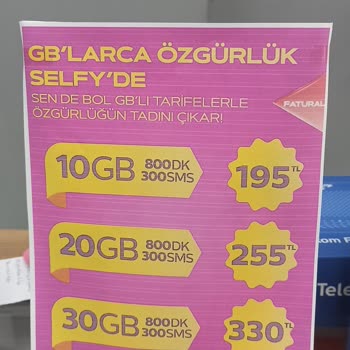 GB'LARCA ÖZGÜRLÜK
SELFY'DE
SEN DE BOL GB'LI TARİFELERLE
ÖZGÜRLÜĞÜN TADINI ÇIKAR!
FATURAL
10GB 800DK 300SMS 195TL
20GB 800DK 300SMS 255TL
30GB 800DK 300SMS 330TL
Tele